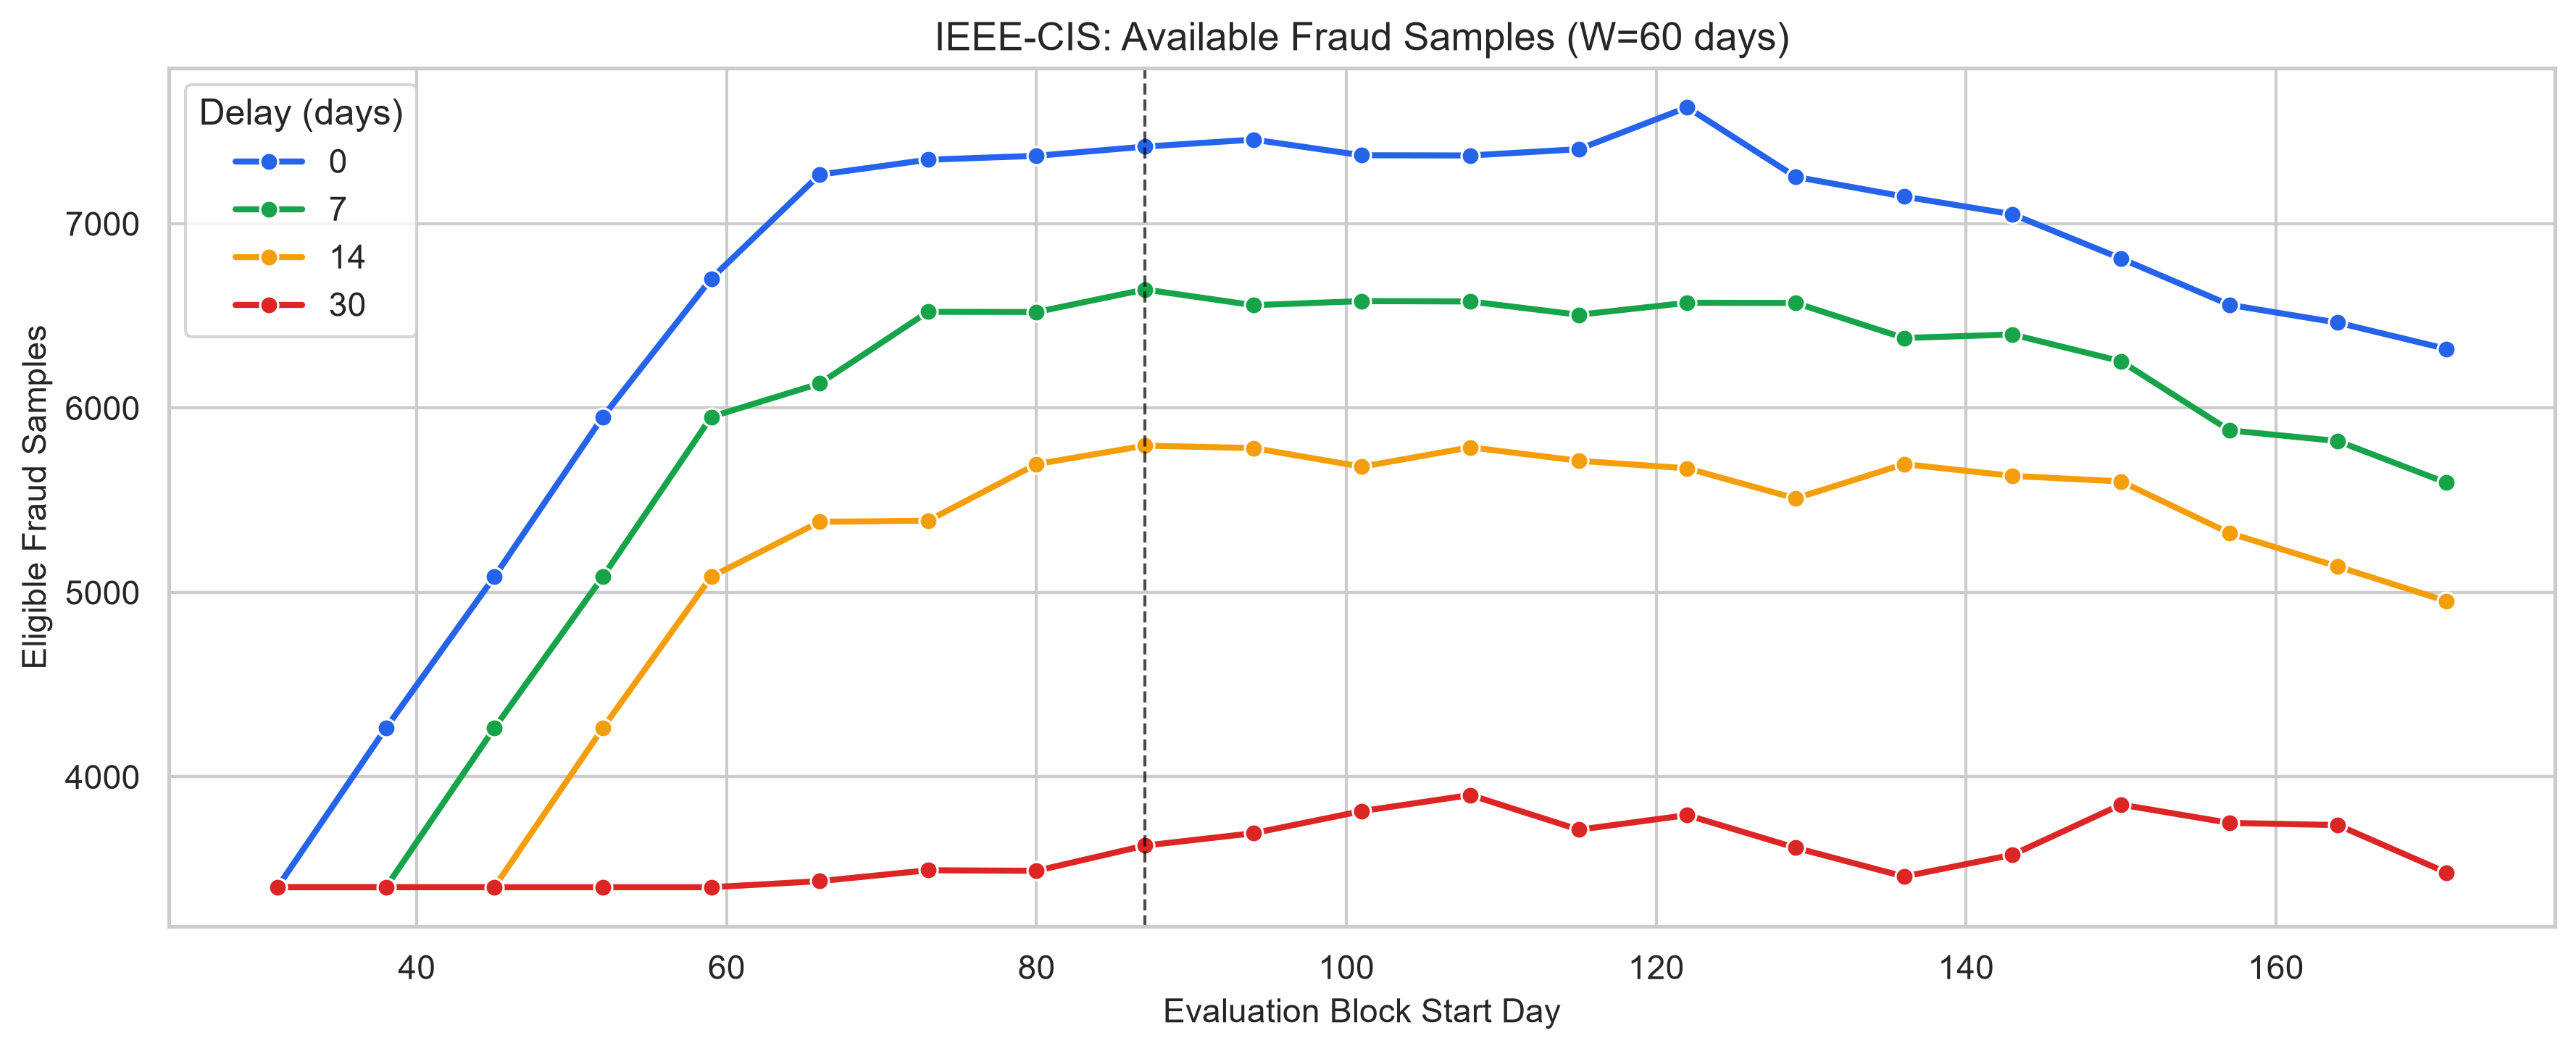 IEEE-CIS: Available Fraud Samples (W=60 days)
Delay (days)
0
7
14
30
Eligible Fraud Samples
7000
6000
5000
4000
40 60 80 100 120 140 160
Evaluation Block Start Day